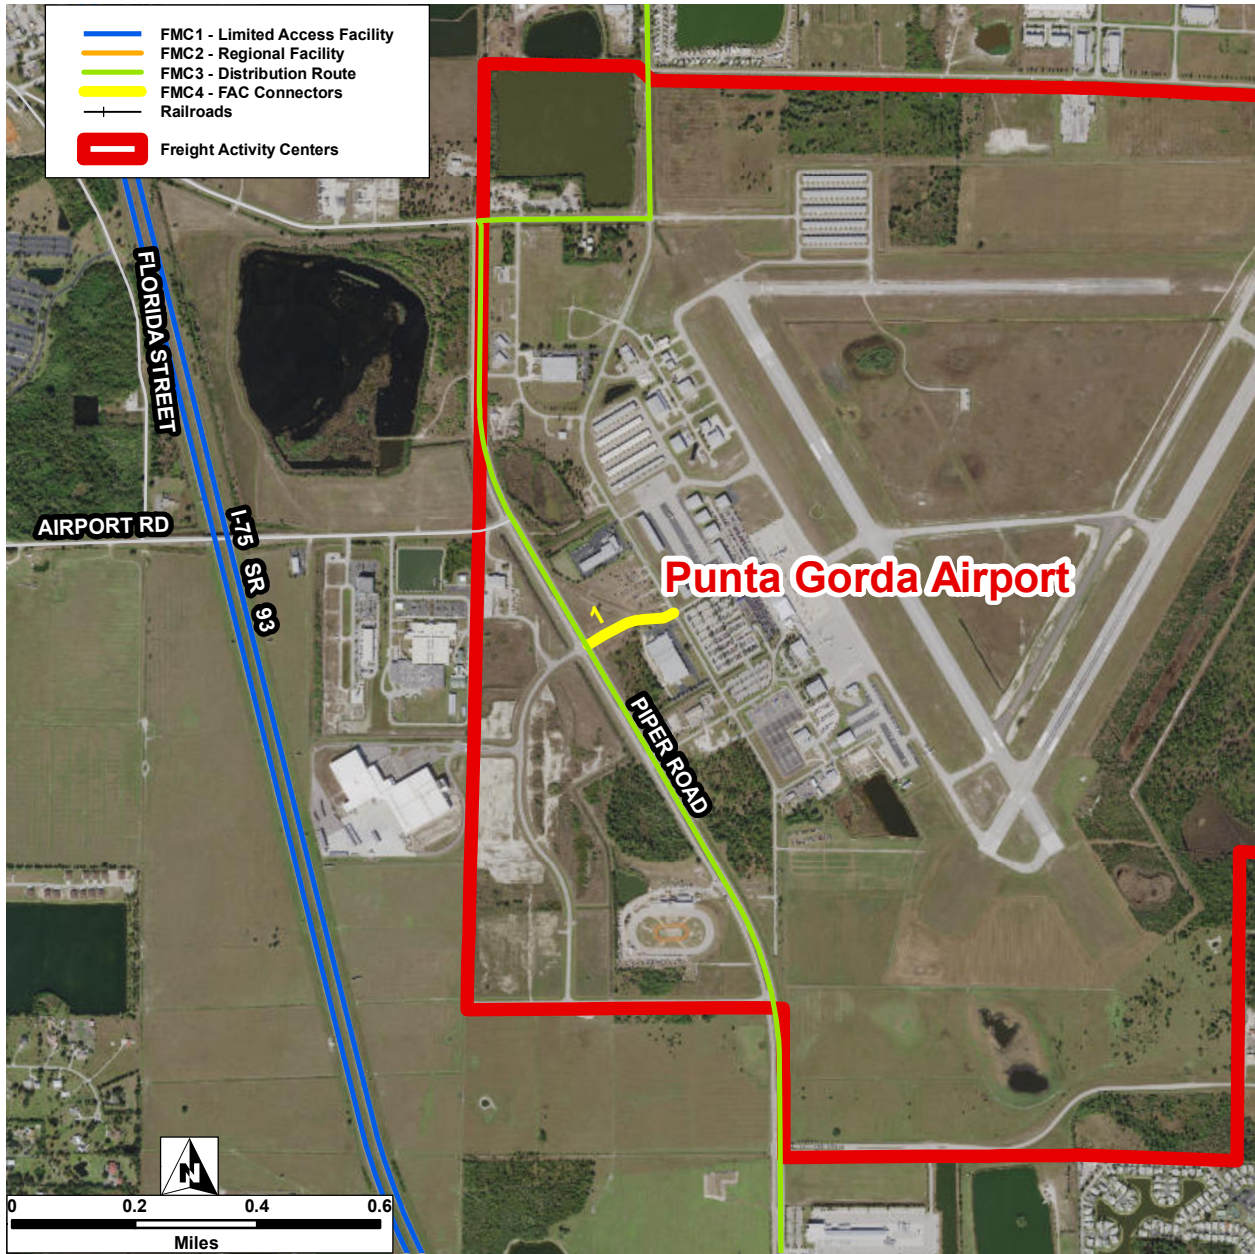 FMC1 - Limited Access Facility
FMC2 - Regional Facility
FMC3 - Distribution Route
FMC4 - FAC Connectors
Railroads
Freight Activity Centers
FLORIDA STREET
AIRPORT RD
I-75 SR 93
Punta Gorda Airport
1
PIPER ROAD
N
0 0.2 0.4 0.6
Miles